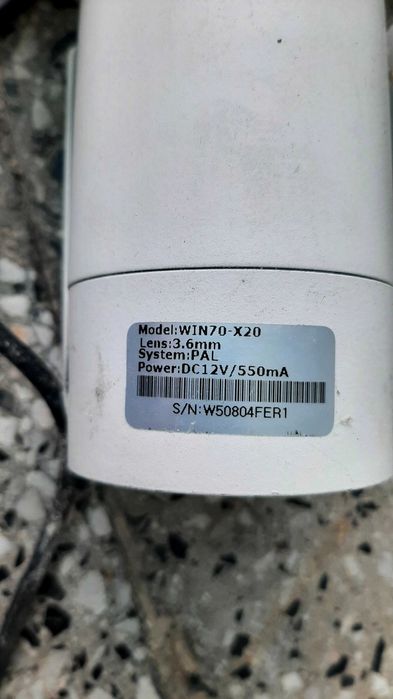 Model:WIN70-X20
Lens:3.6mm
System:PAL
Power:DC12V/550mA
S/N:W50804FER1